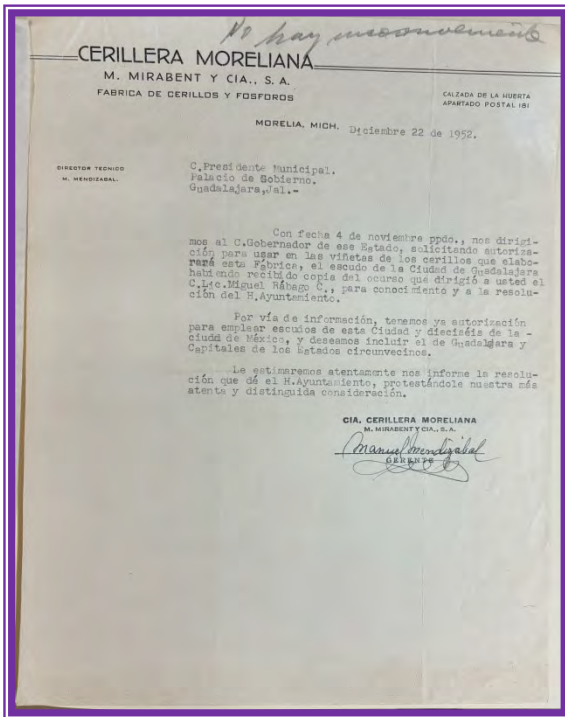 No hay inconveniente
CERILLERA MORELIANA
M. MIRABENT Y CIA., S. A.
FABRICA DE CERILLOS Y FOSFOROS
CALZADA DE LA HUERTA
APARTADO POSTAL 181
MORELIA, MICH. Diciembre 22 de 1952.
DIRECTOR TECNICO
M. MENDIZABAL.
C.Presidente Municipal.
Palacio de Gobierno.
Guadalajara,Jal.-
Con fecha 4 de noviembre ppdo., nos dirigi-
mos al C.Gobernador de ese Estado, solicitando autoriza-
ción para usar en las viñetas de los cerillos que elabo-
rará esta Fábrica, el escudo de la Ciudad de Guadalajara
habiendo recibido copia del ocurso que dirigió a usted el
C.Lic.Miguel Rábago C., para conocimiento y a la resolu-
ción del H.Ayuntamiento.
Por vía de información, tenemos ya autorización
para emplear escudos de esta Ciudad y dieciséis de la -
ciudd de México, y deseamos incluir el de Guadalajara y
Capitales de los Estados circunvecinos.
Le estimaremos atentamente nos informe la resolu-
ción que dé el H.Ayuntamiento, protestándole nuestra más
atenta y distinguida consideración.
CIA. CERILLERA MORELIANA
M. MIRABENT Y CIA., S. A.
Manuel Mendizábal
GERENTE